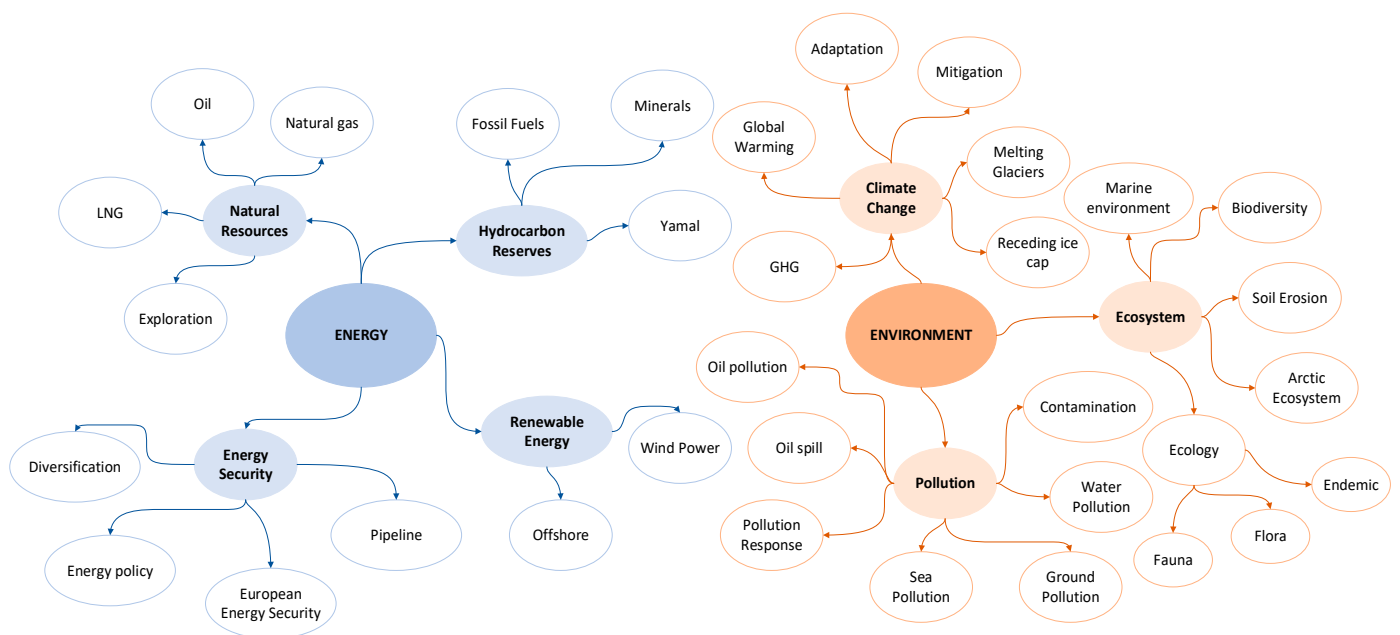 Oil
Natural gas
LNG
Natural
Resources
Exploration
Fossil Fuels
Minerals
Hydrocarbon
Reserves
Yamal
ENERGY
Energy
Security
Diversification
Energy policy
European
Energy Security
Pipeline
Renewable
Energy
Wind Power
Offshore
Adaptation
Mitigation
Global
Warming
Climate
Change
Melting
Glaciers
Receding ice
cap
GHG
ENVIRONMENT
Marine
environment
Biodiversity
Ecosystem
Soil Erosion
Arctic
Ecosystem
Ecology
Endemic
Flora
Fauna
Oil pollution
Oil spill
Pollution
Response
Pollution
Contamination
Water
Pollution
Sea
Pollution
Ground
Pollution